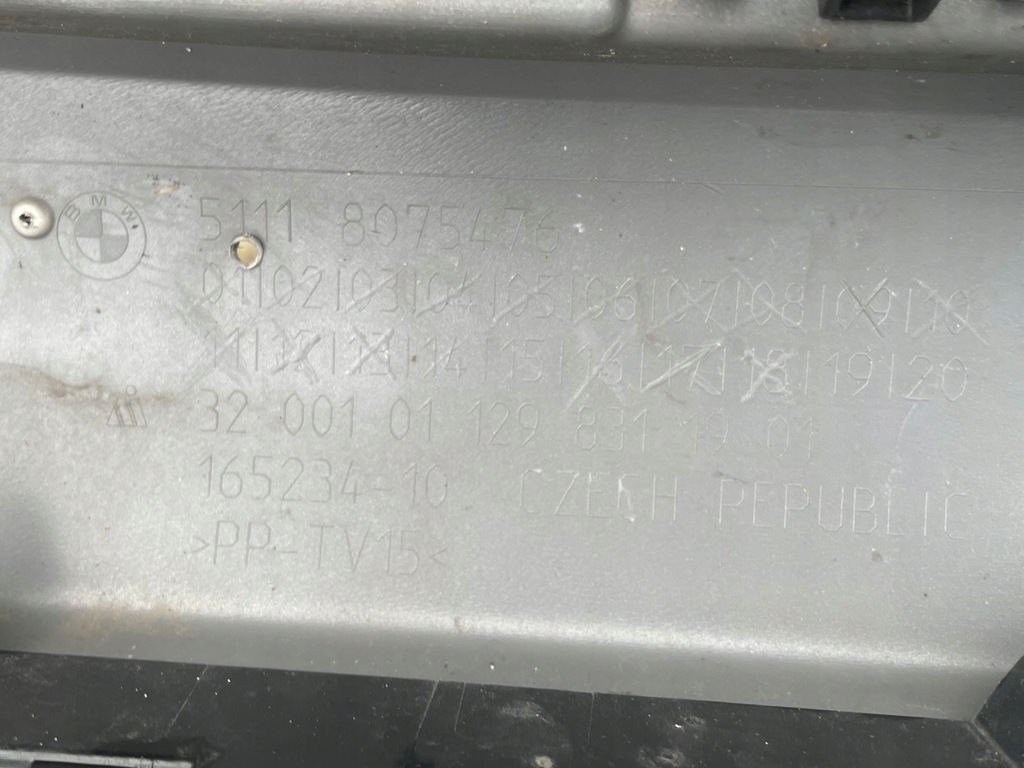 BMW
5111 8075476
01|02|03|04|05|06|07|08|09|10
11|12|13|14|15|16|17|18|19|20
32 001 01 129 831 19 01
165234-10 CZECH REPUBLIC
>PP-TV15<